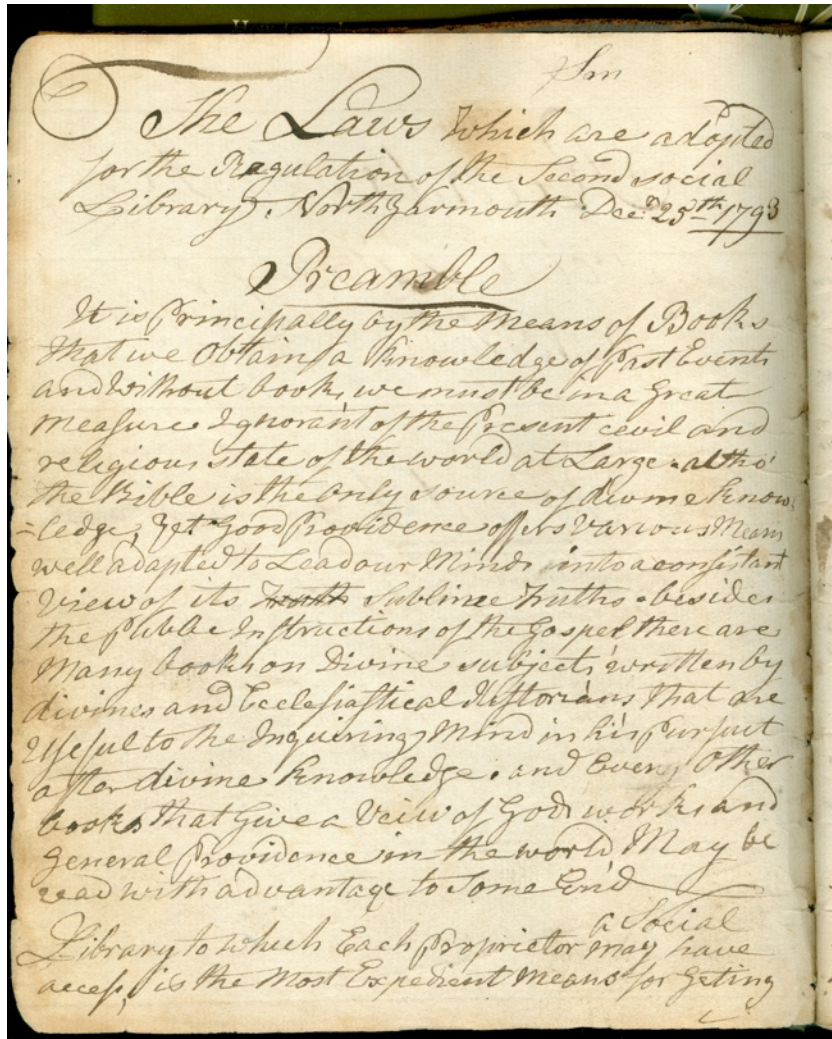 The Laws Which are adopted
for the Regulation of the Second social
Library, North Yarmouth Decr 25th 1793
Preamble
It is Principally by the Means of Books
that we Obtain a Knowledge of Past Events
and Without books we must be in a Great
Measure Ignorant of the Present cevil and
religious state of the world at Large. altho'
the Bible is the Only source of divine Know
=ledge, Yet Good Providence offers Various Means
well adapted to Lead our Minds into a consistant
View of its Truth Sublime Truths. besides
the Public Instructions of the Gospel there are
Many books on Divine subjects written by
divines and Ecclesiastical Historians that are
Useful to the Inquiring Mind in his Pursuit
after divine Knowledge. and Even Other
books that Give a Veiw of Gods works and
General Providence in the world, May be
read with advantage to Some End
a Social
Library to which Each Proprietor may have
access, is the Most Expedient Means for Geting